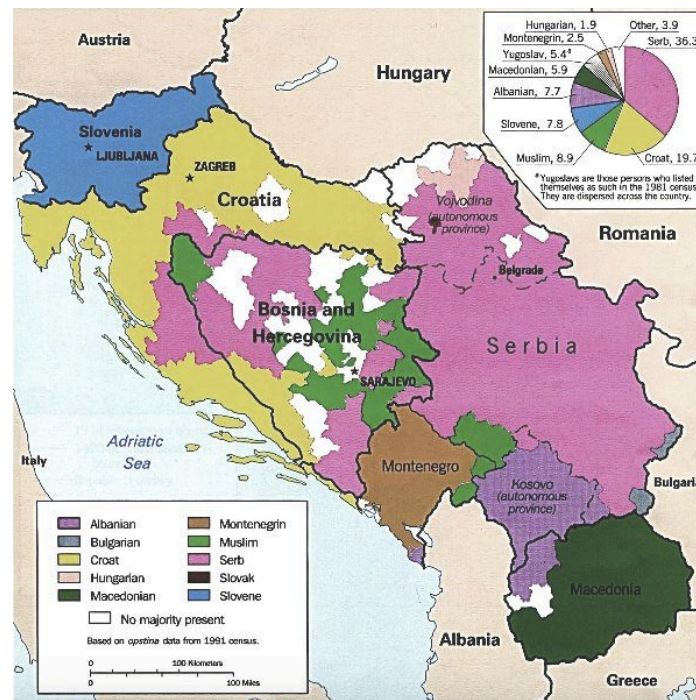 Austria
Hungary
Hungarian, 1.9
Other, 3.9
Montenegrin, 2.5
Serb, 36.3
Yugoslav, 5.4ª
Macedonian, 5.9
Albanian, 7.7
Slovene, 7.8
Muslim, 8.9
Croat, 19.7
ª Yugoslavs are those persons who listed
themselves as such in the 1981 census.
They are dispersed across the country.
Slovenia
LJUBLJANA
ZAGREB
Croatia
Vojvodina
(autonomous
province)
Romania
Belgrade
Bosnia and
Hercegovina
Serbia
SARAJEVO
Adriatic
Sea
Italy
Montenegro
Kosovo
(autonomous
province)
Bulgaria
Macedonia
Albania
Greece
Albanian
Montenegrin
Bulgarian
Muslim
Croat
Serb
Hungarian
Slovak
Macedonian
Slovene
No majority present
Based on opstina data from 1991 census.
0 100 Kilometers
0 100 Miles